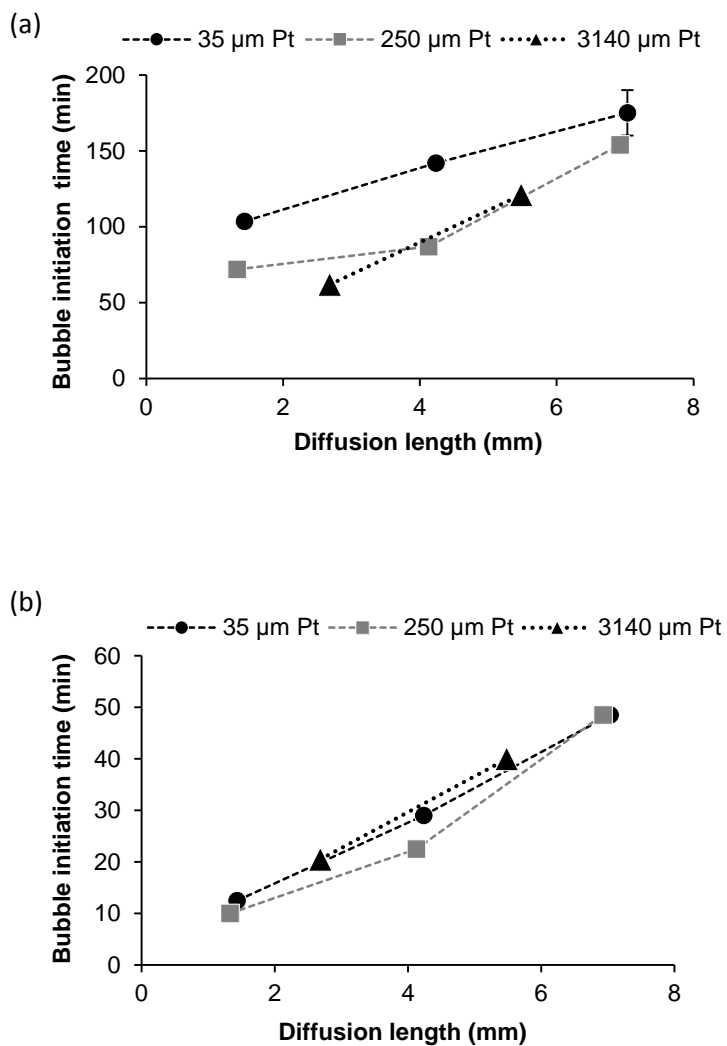 (a)
35 µm Pt 250 µm Pt 3140 µm Pt
200
150
100
50
0
0 2 4 6 8
Bubble initiation time (min)
Diffusion length (mm)
(b)
35 µm Pt 250 µm Pt 3140 µm Pt
60
50
40
30
20
10
0
0 2 4 6 8
Bubble initiation time (min)
Diffusion length (mm)